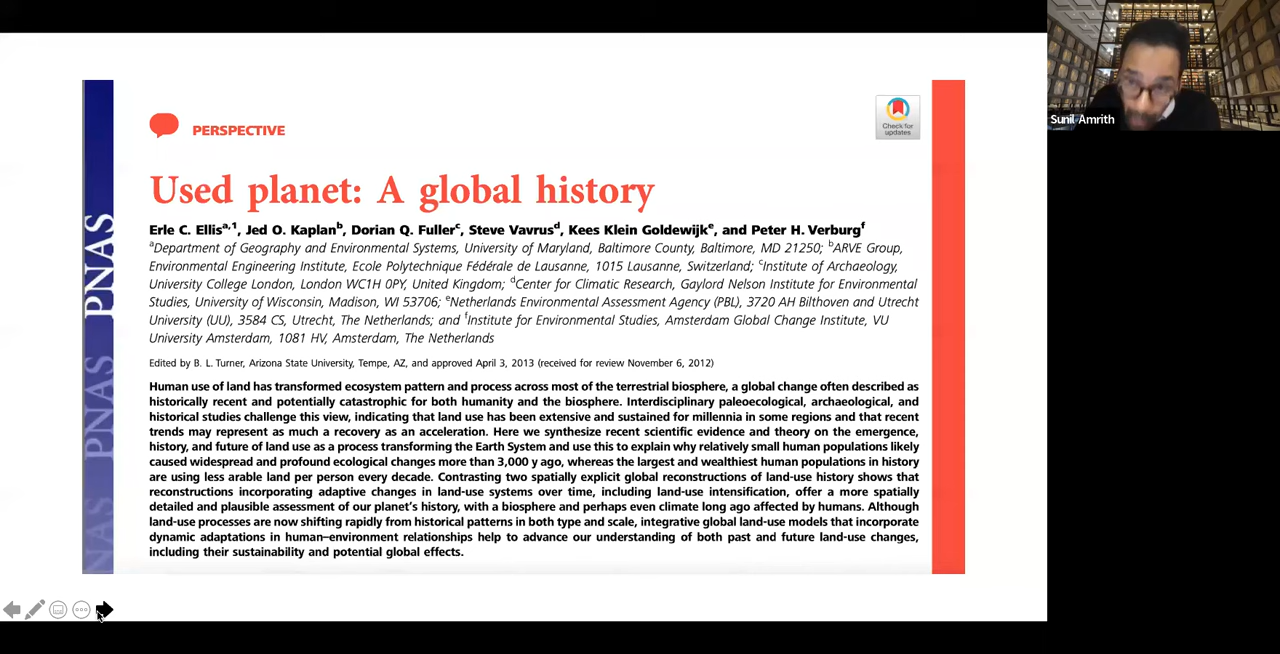 PERSPECTIVE
Check for
updates
Used planet: A global history
Erle C. Ellisa,1, Jed O. Kaplanb, Dorian Q. Fullerc, Steve Vavrusd, Kees Klein Goldewijke, and Peter H. Verburgf
aDepartment of Geography and Environmental Systems, University of Maryland, Baltimore County, Baltimore, MD 21250; bARVE Group,
Environmental Engineering Institute, Ecole Polytechnique Fédérale de Lausanne, 1015 Lausanne, Switzerland; cInstitute of Archaeology,
University College London, London WC1H 0PY, United Kingdom; dCenter for Climatic Research, Gaylord Nelson Institute for Environmental
Studies, University of Wisconsin, Madison, WI 53706; eNetherlands Environmental Assessment Agency (PBL), 3720 AH Bilthoven and Utrecht
University (UU), 3584 CS, Utrecht, The Netherlands; and fInstitute for Environmental Studies, Amsterdam Global Change Institute, VU
University Amsterdam, 1081 HV, Amsterdam, The Netherlands
Edited by B. L. Turner, Arizona State University, Tempe, AZ, and approved April 3, 2013 (received for review November 6, 2012)
Human use of land has transformed ecosystem pattern and process across most of the terrestrial biosphere, a global change often described as
historically recent and potentially catastrophic for both humanity and the biosphere. Interdisciplinary paleoecological, archaeological, and
historical studies challenge this view, indicating that land use has been extensive and sustained for millennia in some regions and that recent
trends may represent as much a recovery as an acceleration. Here we synthesize recent scientific evidence and theory on the emergence,
history, and future of land use as a process transforming the Earth System and use this to explain why relatively small human populations likely
caused widespread and profound ecological changes more than 3,000 y ago, whereas the largest and wealthiest human populations in history
are using less arable land per person every decade. Contrasting two spatially explicit global reconstructions of land-use history shows that
reconstructions incorporating adaptive changes in land-use systems over time, including land-use intensification, offer a more spatially
detailed and plausible assessment of our planet's history, with a biosphere and perhaps even climate long ago affected by humans. Although
land-use processes are now shifting rapidly from historical patterns in both type and scale, integrative global land-use models that incorporate
dynamic adaptations in human–environment relationships help to advance our understanding of both past and future land-use changes,
including their sustainability and potential global effects.
PNAS
PNAS
PNAS
Sunil Amrith